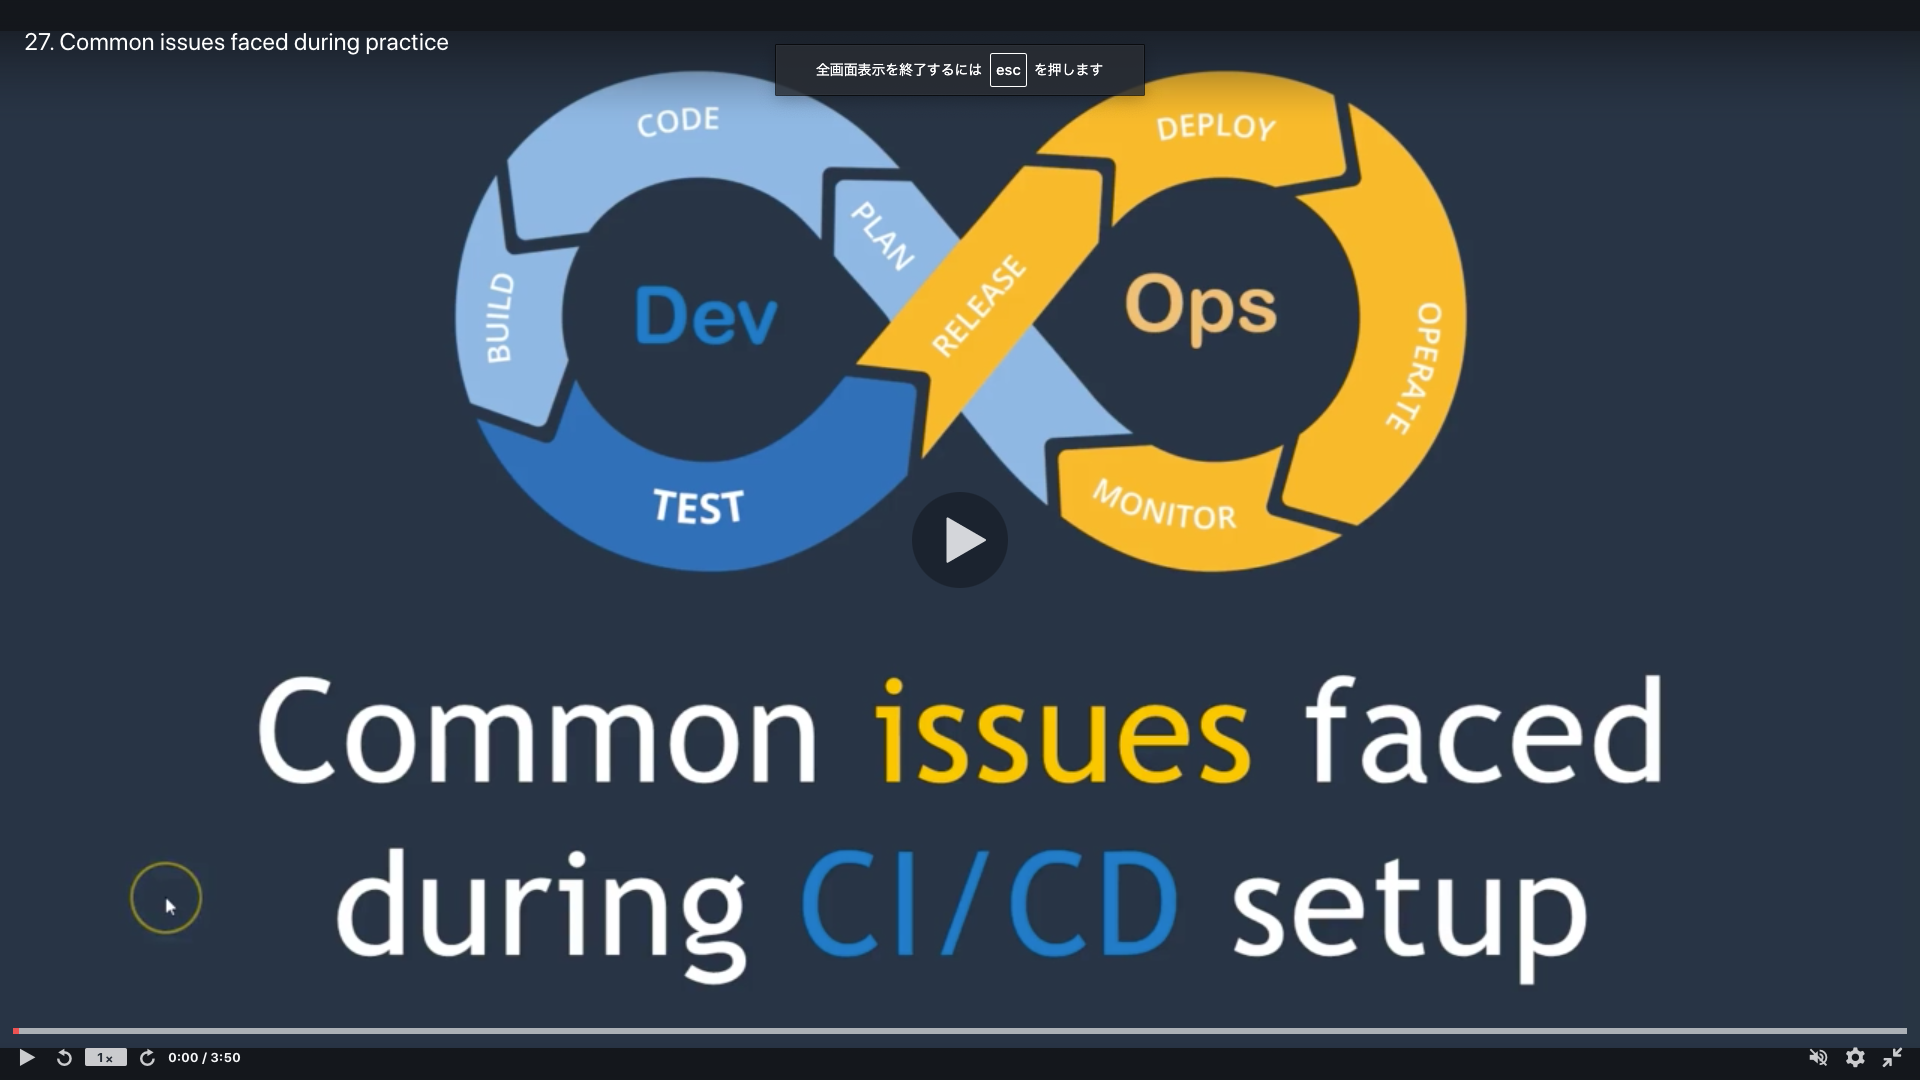 27. Common issues faced during practice
全画面表示を終了するには esc を押します
CODE
DEPLOY
PLAN
BUILD
Dev
RELEASE
Ops
OPERATE
TEST
MONITOR
Common issues faced
during CI/CD setup
1×
0:00 / 3:50